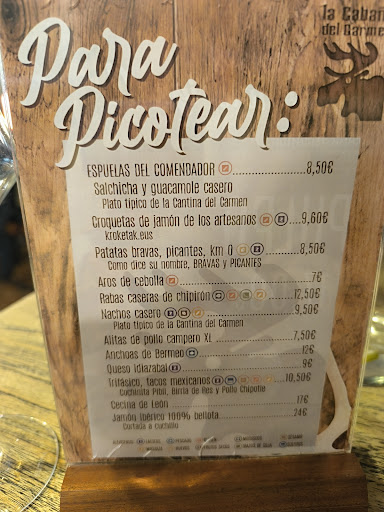 la Cabaña
del Carmen
Para
Picotear:
ESPUELAS DEL COMENDADOR 8,50€
Salchicha y guacamole casero
Plato típico de la Cantina del Carmen
Croquetas de jamón de los artesanos 9,60€
kroketak.eus
Patatas bravas, picantes, km 0 8,50€
Como dice su nombre, BRAVAS y PICANTES
Aros de cebolla 7€
Rabas caseras de chipirón 12,50€
Nachos casero 9,50€
Plato típico de la Cantina del Carmen
Alitas de pollo campero XL 7,50€
Anchoas de Bermeo 12€
Queso idiazabal 9€
Trifásico, tacos mexicanos 10,50€
Cochinita Pibil, Birria de Res y Pollo Chipotle
Cecina de León 17€
Jamón Ibérico 100% bellota 24€
Cortada a cuchillo